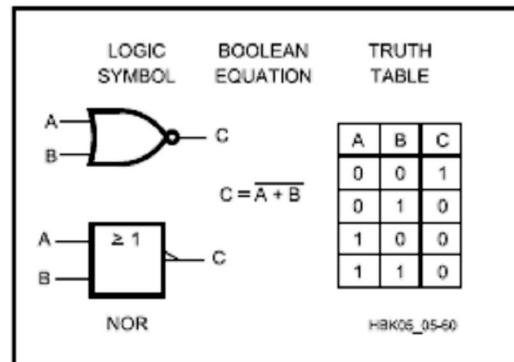 LOGIC SYMBOL
BOOLEAN EQUATION
TRUTH TABLE
A
B
C
C = A + B
A
B
≥ 1
C
NOR
A B C
0 0 1
0 1 0
1 0 0
1 1 0
HBK05_05-60